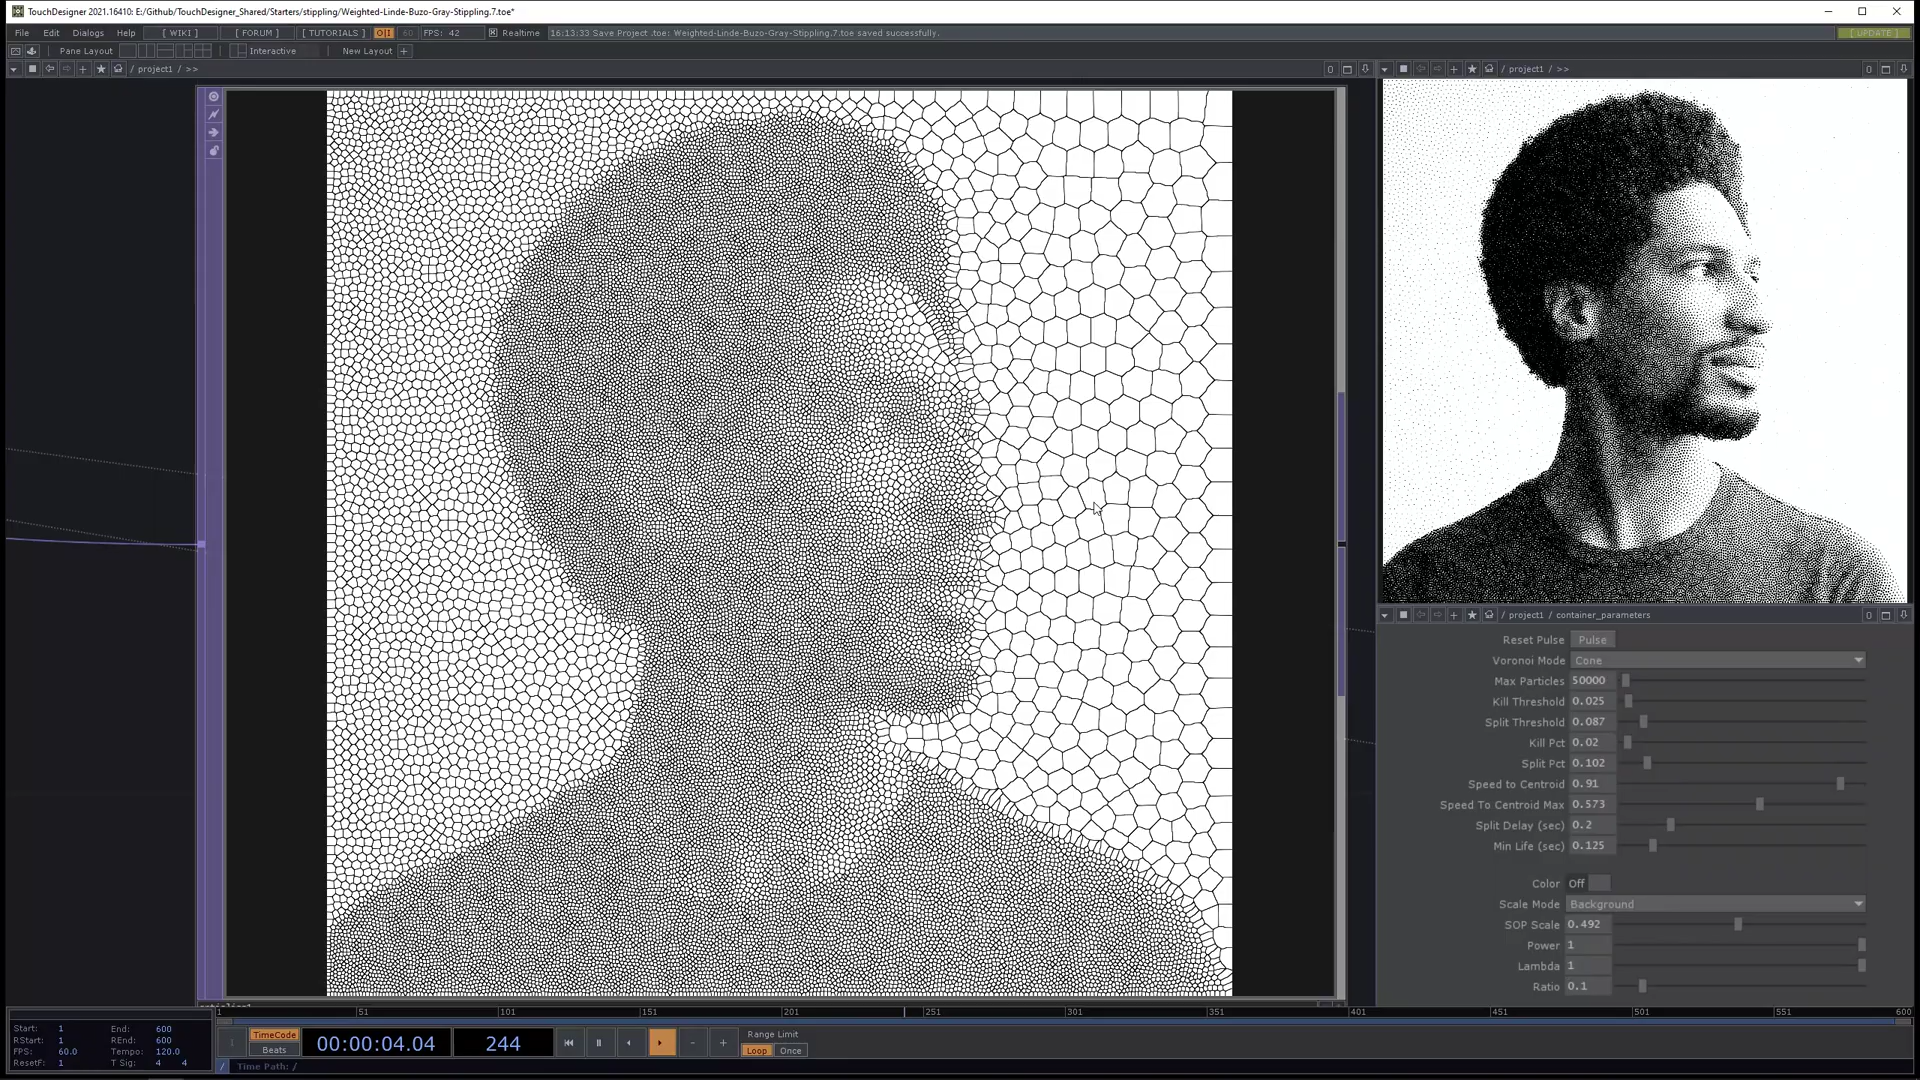 TouchDesigner 2021.16410: E:/Github/TouchDesigner_Shared/Starters/stippling/Weighted-Linde-Buzo-Gray-Stippling.7.toe*
File Edit Dialogs Help [ WIKI ] [ FORUM ] [ TUTORIALS ] O|I 60 FPS: 42 Realtime 16:13:33 Save Project .toe: Weighted-Linde-Buzo-Gray-Stippling.7.toe saved successfully. [ UPDATE ]
Pane Layout Interactive New Layout +
/ project1 / >> 0
/ project1 / >> 0
/ project1 / container_parameters 0
Reset Pulse Pulse
Voronoi Mode Cone
Max Particles 50000
Kill Threshold 0.025
Split Threshold 0.087
Kill Pct 0.02
Split Pct 0.102
Speed to Centroid 0.91
Speed To Centroid Max 0.573
Split Delay (sec) 0.2
Min Life (sec) 0.125
Color Off
Scale Mode Background
SOP Scale 0.492
Power 1
Lambda 1
Ratio 0.1
1 51 101 151 201 251 301 351 401 451 501 551 600
Start: 1 End: 600
RStart: 1 REnd: 600
FPS: 60.0 Tempo: 120.0
ResetF: 1 T Sig: 4 4
TimeCode
Beats
00:00:04.04
244
Range Limit
Loop Once
/ Time Path: /